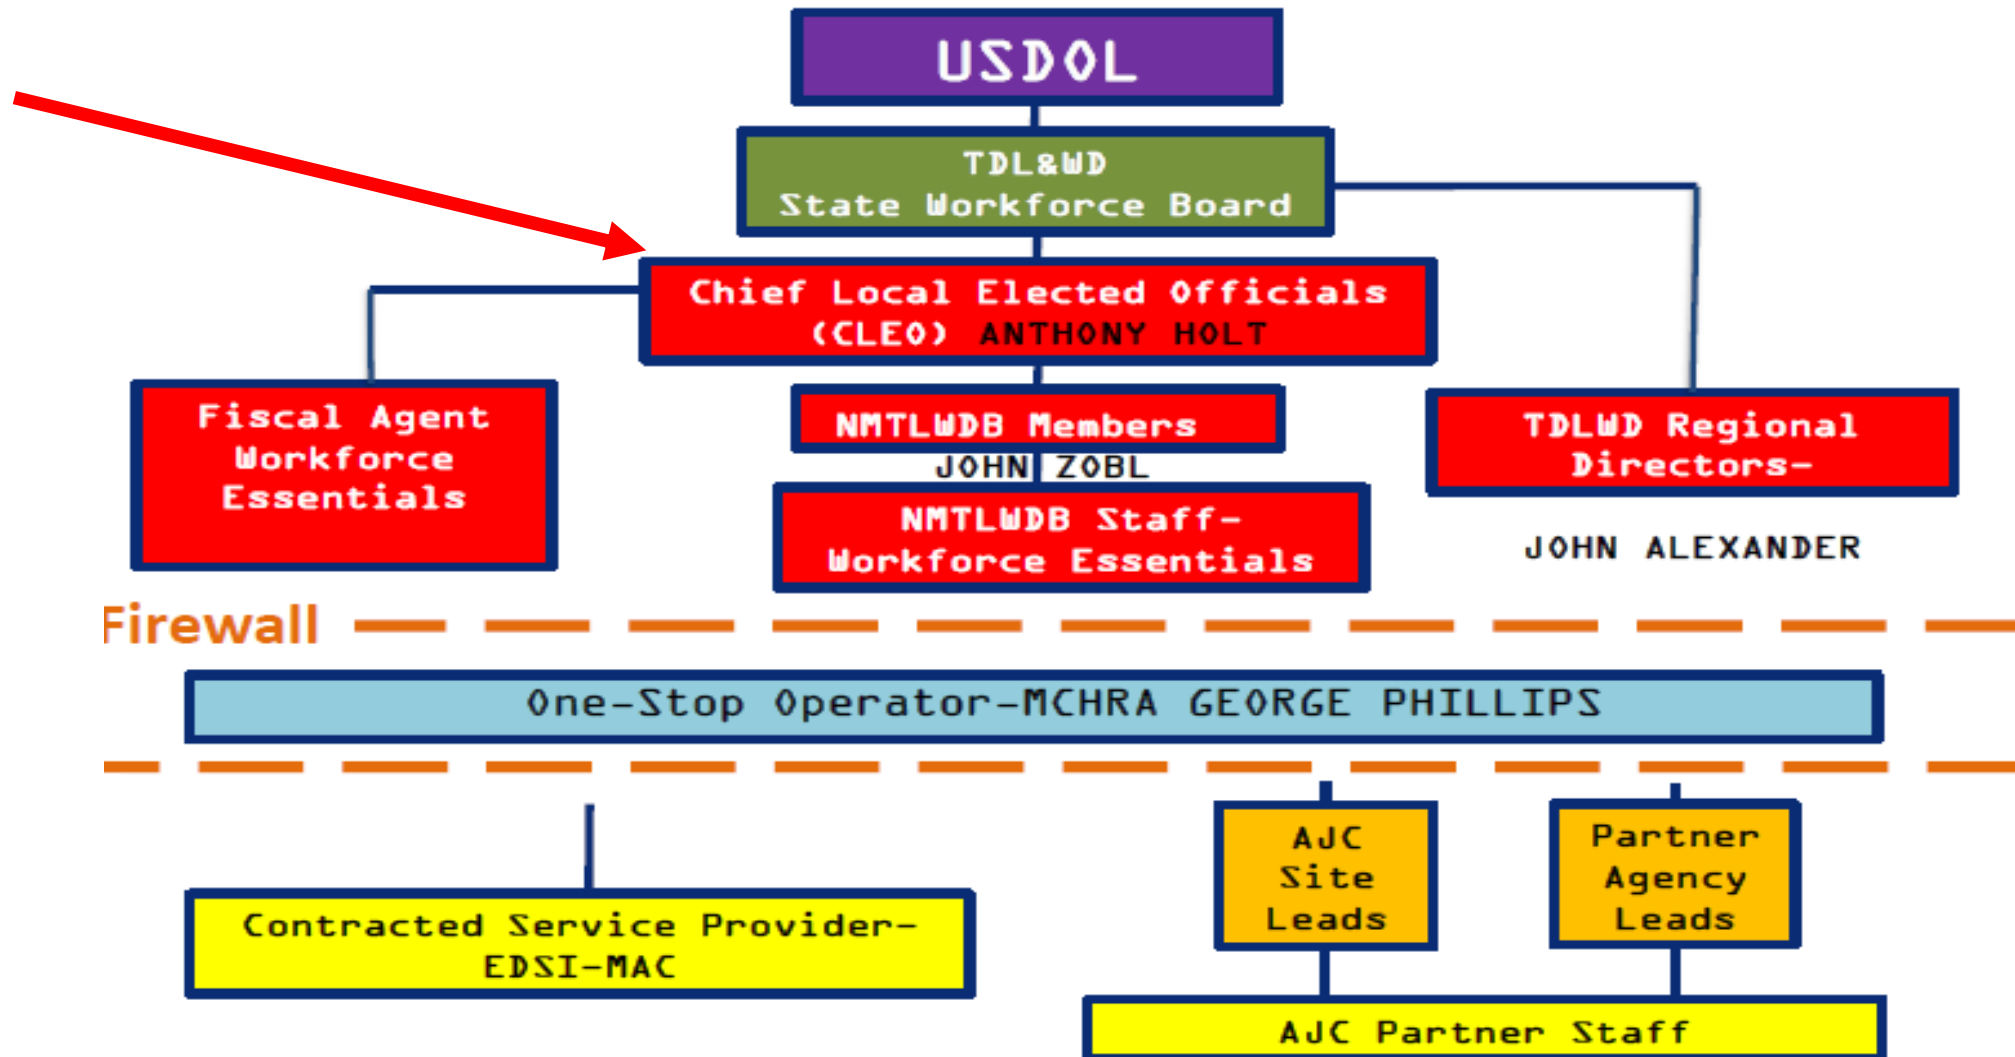 USDOL
TDL&WD
State Workforce Board
Chief Local Elected Officials
(CLEO) ANTHONY HOLT
Fiscal Agent
Workforce
Essentials
NMTLWDB Members
JOHN ZOBL
NMTLWDB Staff-
Workforce Essentials
TDLWD Regional
Directors-
JOHN ALEXANDER
Firewall
One-Stop Operator-MCHRA GEORGE PHILLIPS
Contracted Service Provider-
EDSI-MAC
AJC
Site
Leads
Partner
Agency
Leads
AJC Partner Staff